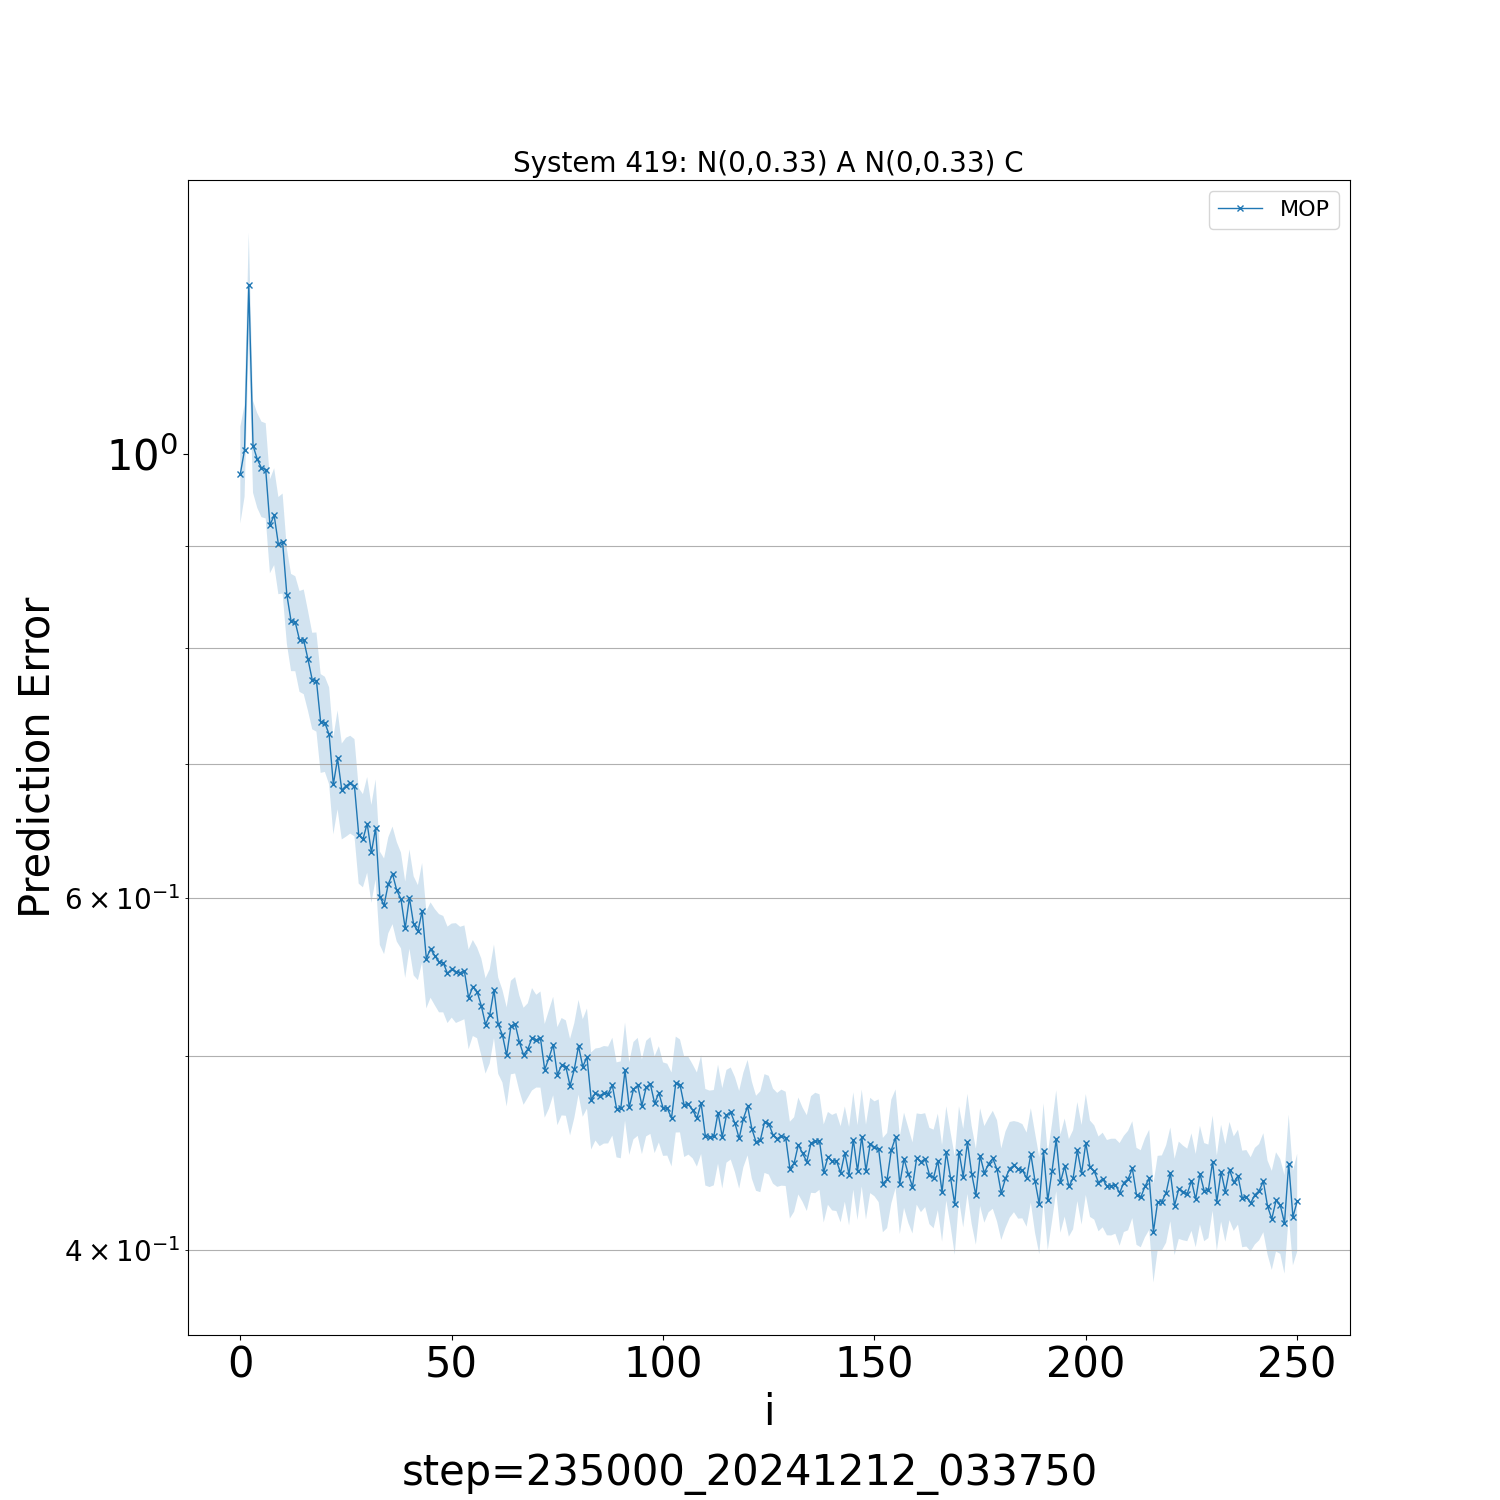 System 419: N(0,0.33) A N(0,0.33) C
MOP
10⁰
6 × 10⁻¹
4 × 10⁻¹
Prediction Error
0 50 100 150 200 250
i
step=235000_20241212_033750